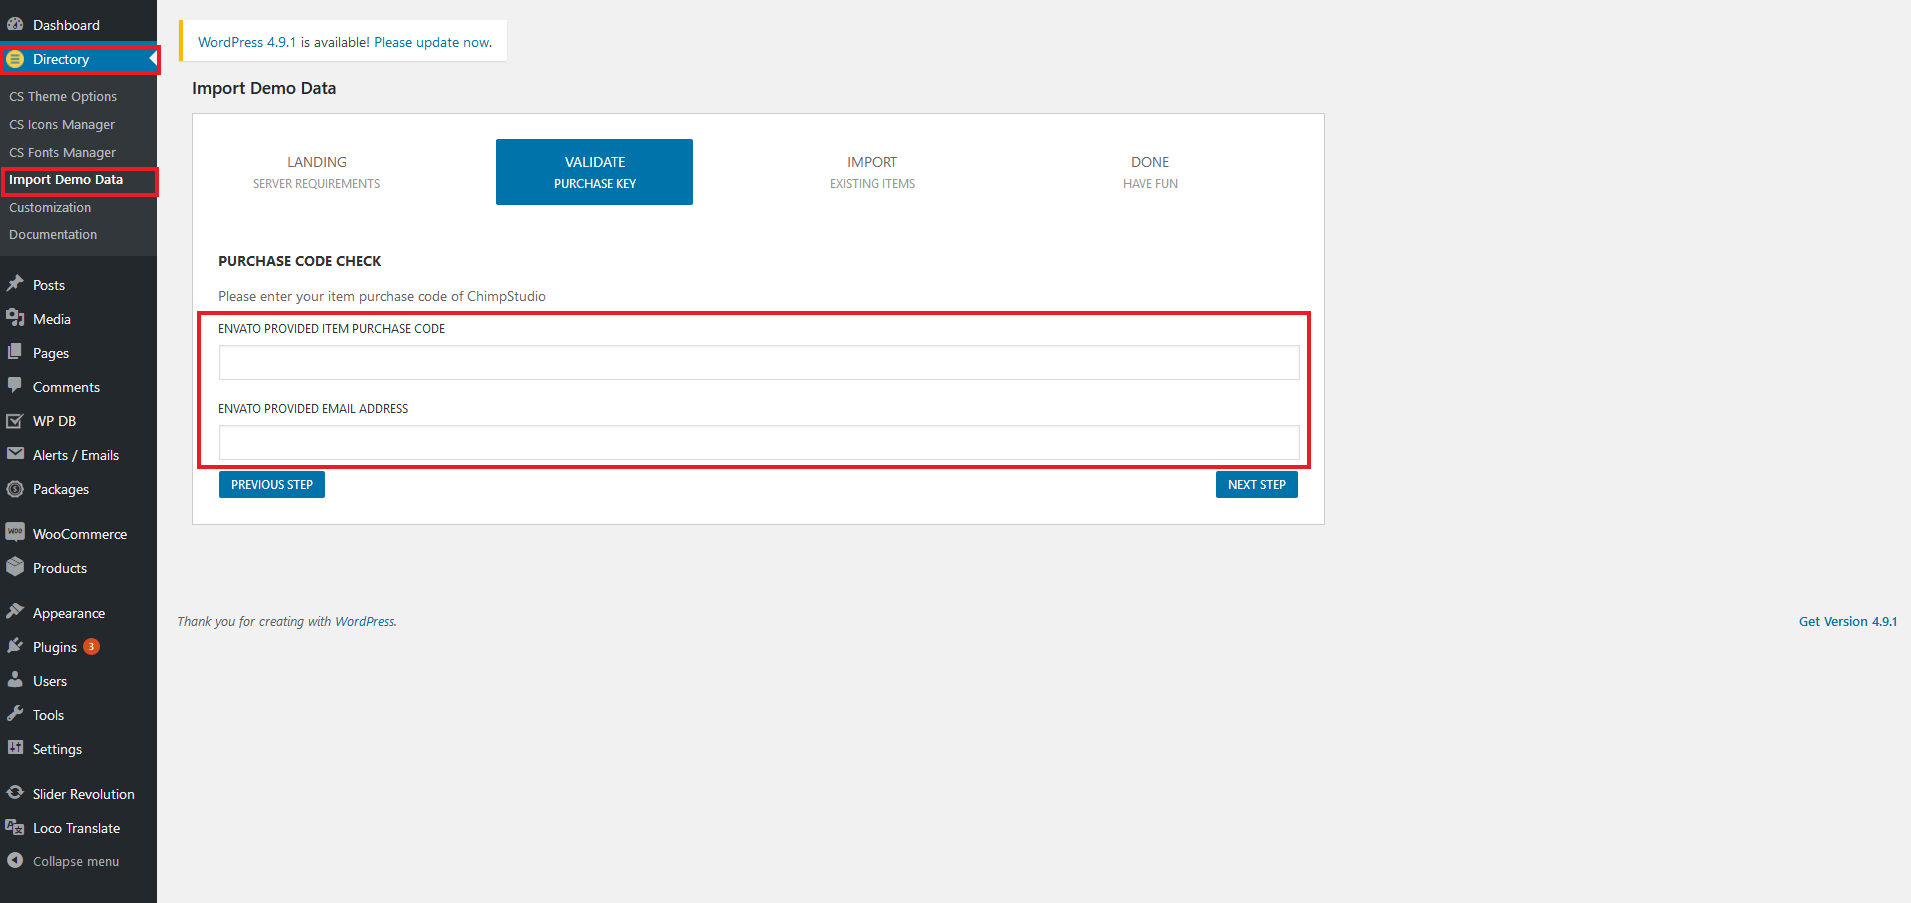 Dashboard
Directory
CS Theme Options
CS Icons Manager
CS Fonts Manager
Import Demo Data
Customization
Documentation
Posts
Media
Pages
Comments
WP DB
Alerts / Emails
Packages
WooCommerce
Products
Appearance
Plugins 3
Users
Tools
Settings
Slider Revolution
Loco Translate
Collapse menu
WordPress 4.9.1 is available! Please update now.
Import Demo Data
LANDING
SERVER REQUIREMENTS
VALIDATE
PURCHASE KEY
IMPORT
EXISTING ITEMS
DONE
HAVE FUN
PURCHASE CODE CHECK
Please enter your item purchase code of ChimpStudio
ENVATO PROVIDED ITEM PURCHASE CODE
ENVATO PROVIDED EMAIL ADDRESS
PREVIOUS STEP
NEXT STEP
Thank you for creating with WordPress.
Get Version 4.9.1